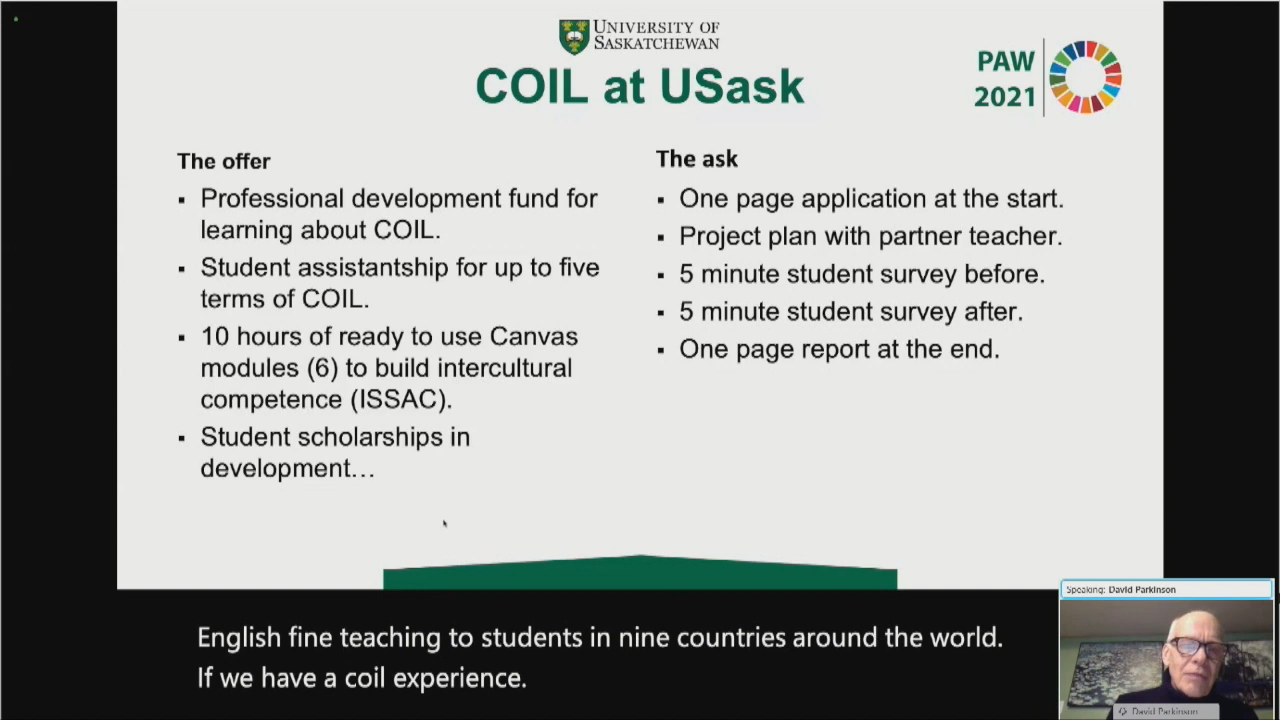 UNIVERSITY OF
SASKATCHEWAN
COIL at USask
PAW
2021
The offer
▪ Professional development fund for
learning about COIL.
▪ Student assistantship for up to five
terms of COIL.
▪ 10 hours of ready to use Canvas
modules (6) to build intercultural
competence (ISSAC).
▪ Student scholarships in
development…
The ask
▪ One page application at the start.
▪ Project plan with partner teacher.
▪ 5 minute student survey before.
▪ 5 minute student survey after.
▪ One page report at the end.
Speaking: David Parkinson
David Parkinson
English fine teaching to students in nine countries around the world.
If we have a coil experience.